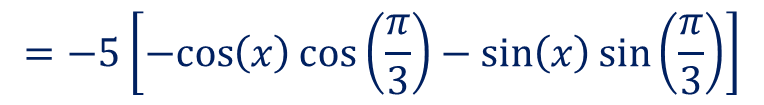 = −5 [−cos(x) cos (π/3) − sin(x) sin (π/3)]